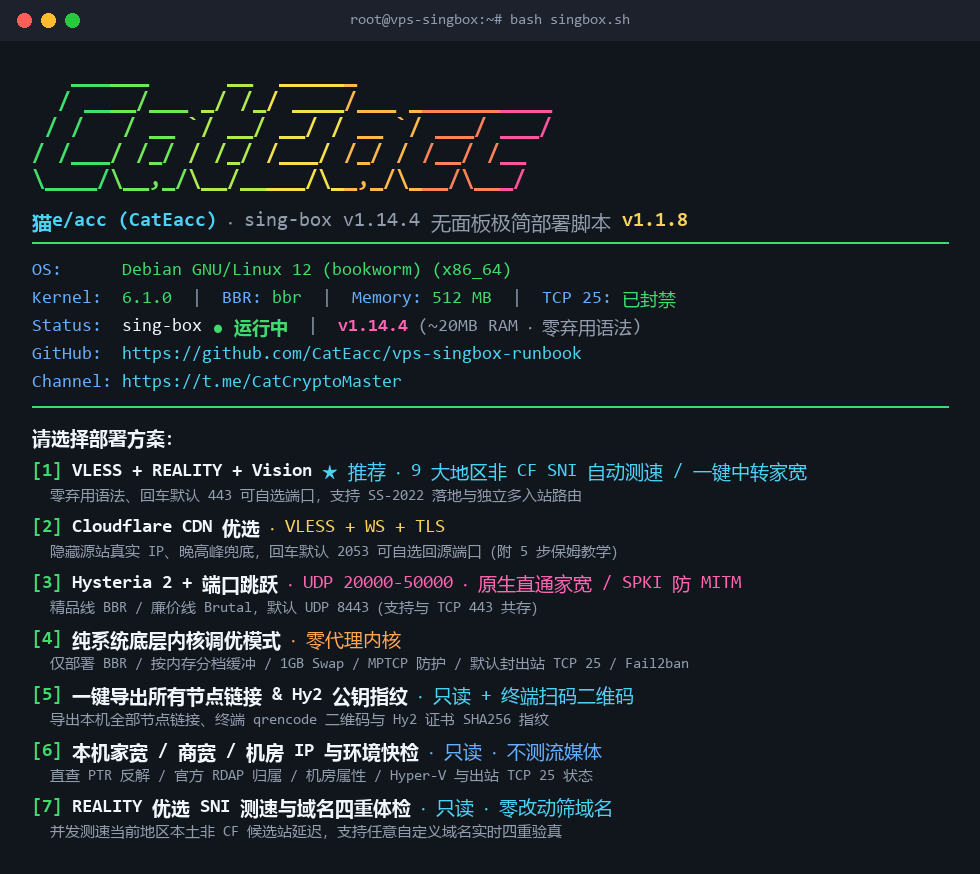 root@vps-singbox:~# bash singbox.sh
CatEacc
猫e/acc (CatEacc) · sing-box v1.14.4 无面板极简部署脚本 v1.1.8
OS: Debian GNU/Linux 12 (bookworm) (x86_64)
Kernel: 6.1.0 | BBR: bbr | Memory: 512 MB | TCP 25: 已封禁
Status: sing-box ● 运行中 | v1.14.4 (~20MB RAM · 零弃用语法)
GitHub: https://github.com/CatEacc/vps-singbox-runbook
Channel: https://t.me/CatCryptoMaster
请选择部署方案:
[1] VLESS + REALITY + Vision ★ 推荐 · 9 大地区非 CF SNI 自动测速 / 一键中转家宽
零弃用语法、回车默认 443 可自选端口，支持 SS-2022 落地与独立多入站路由
[2] Cloudflare CDN 优选 · VLESS + WS + TLS
隐藏源站真实 IP、晚高峰兜底，回车默认 2053 可自选回源端口 (附 5 步保姆教学)
[3] Hysteria 2 + 端口跳跃 · UDP 20000-50000 · 原生直通家宽 / SPKI 防 MITM
精品线 BBR / 廉价线 Brutal，默认 UDP 8443 (支持与 TCP 443 共存)
[4] 纯系统底层内核调优模式 · 零代理内核
仅部署 BBR / 按内存分档缓冲 / 1GB Swap / MPTCP 防护 / 默认封出站 TCP 25 / Fail2ban
[5] 一键导出所有节点链接 & Hy2 公钥指纹 · 只读 + 终端扫码二维码
导出本机全部节点链接、终端 qrencode 二维码与 Hy2 证书 SHA256 指纹
[6] 本机家宽 / 商宽 / 机房 IP 与环境快检 · 只读 · 不测流媒体
直查 PTR 反解 / 官方 RDAP 归属 / 机房属性 / Hyper-V 与出站 TCP 25 状态
[7] REALITY 优选 SNI 测速与域名四重体检 · 只读 · 零改动筛域名
并发测速当前地区本土非 CF 候选站延迟，支持任意自定义域名实时四重验真